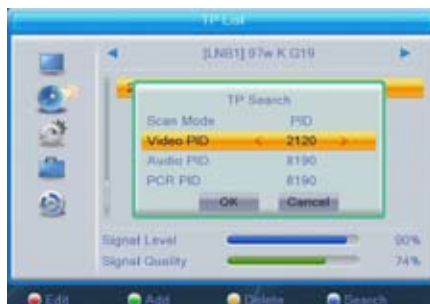 TP List
[LNB1] 97w K G19
TP Search
Scan Mode PID
Video PID < 2120 >
Audio PID 8190
PCR PID 8190
OK Cancel
Signal Level 90%
Signal Quality 74%
Edit Add Delete Search